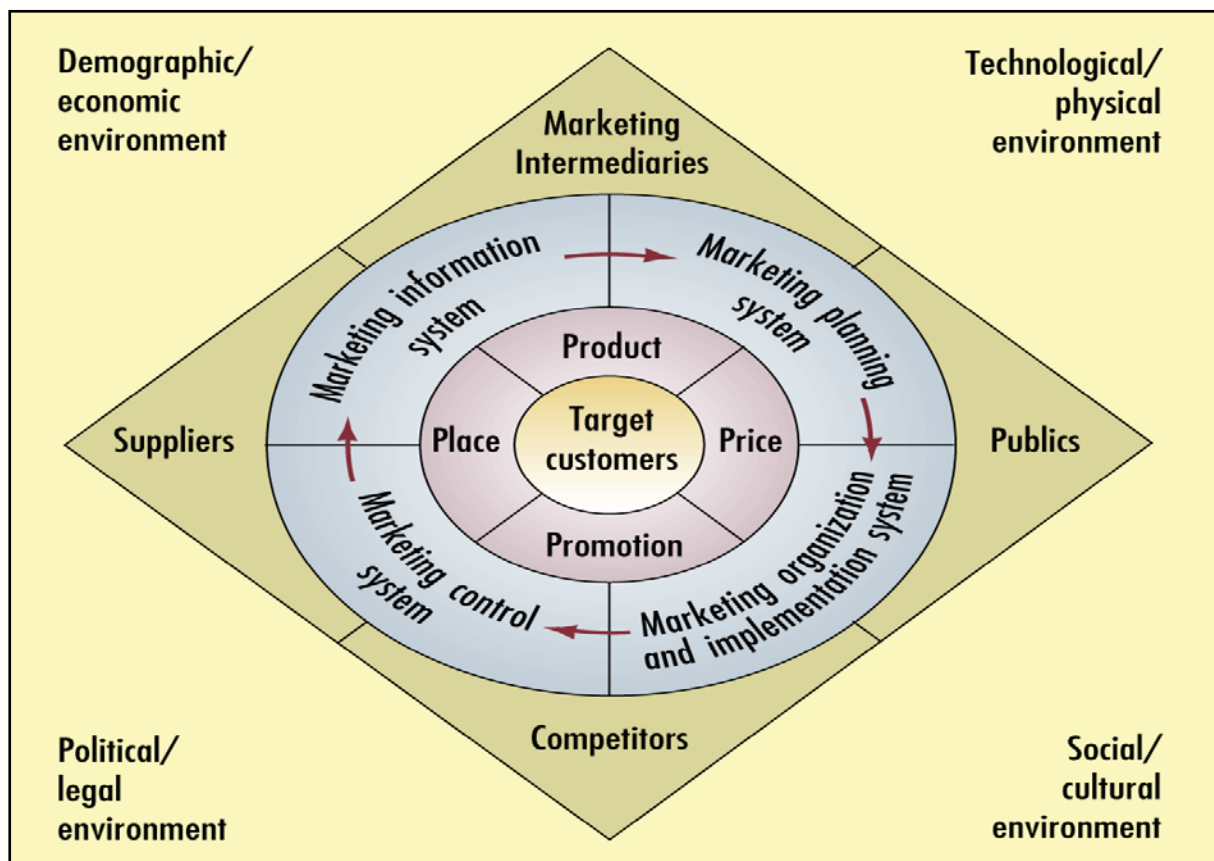 Demographic/
economic
environment
Technological/
physical
environment
Marketing
Intermediaries
Marketing information
system
Marketing planning
system
Product
Suppliers
Place
Target
customers
Price
Publics
Promotion
Marketing control
system
Marketing organization
and implementation system
Competitors
Political/
legal
environment
Social/
cultural
environment